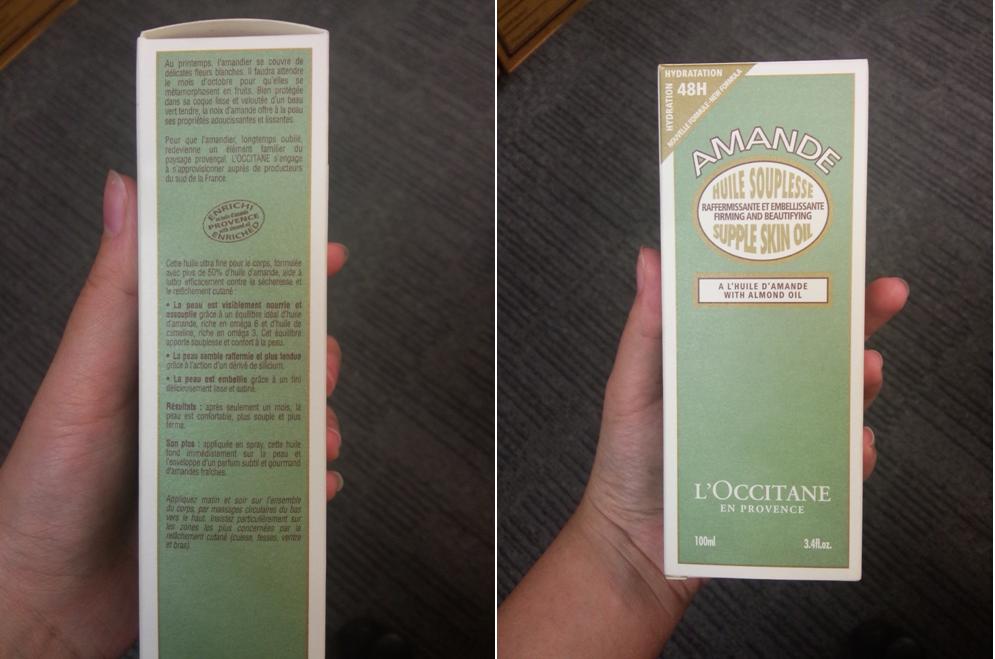 Au printemps, l'amandier se couvre de
délicates fleurs blanches. Il faudra attendre
le mois d'octobre pour qu'elles se
métamorphosent en fruits. Bien protégée
dans sa coque lisse et veloutée d'un beau
vert tendre, la noix d'amande offre à la peau
ses propriétés adoucissantes et lissantes.
Pour que l'amandier, longtemps oublié,
redevienne un élément familier du
paysage provençal, L'OCCITANE s'engage
à s'approvisionner auprès de producteurs
du sud de la France.
ENRICHI
en huile d'amande
PROVENCE
with almond oil
ENRICHED
Cette huile ultra fine pour le corps, formulée
avec plus de 50% d'huile d'amande, aide à
lutter efficacement contre la sécheresse et
le relâchement cutané :
• La peau est visiblement nourrie et
assouplie grâce à un équilibre idéal d'huile
d'amande, riche en oméga 6 et d'huile de
cameline, riche en oméga 3. Cet équilibre
apporte souplesse et confort à la peau.
• La peau semble raffermie et plus tendue
grâce à l'action d'un dérivé de silicium.
• La peau est embellie grâce à un fini
délicieusement lisse et satiné.
Résultats : après seulement un mois, la
peau est confortable, plus souple et plus
ferme.
Son plus : appliquée en spray, cette huile
fond immédiatement sur la peau et
l'enveloppe d'un parfum subtil et gourmand
d'amandes fraîches.
Appliquez matin et soir sur l'ensemble
du corps, par massages circulaires du bas
vers le haut. Insistez particulièrement sur
les zones les plus concernées par le
relâchement cutané (cuisse, fesses, ventre
et bras).
HYDRATATION
HYDRATION
48H
NOUVELLE FORMULE-NEW FORMULA
AMANDE
HUILE SOUPLESSE
RAFFERMISSANTE ET EMBELLISSANTE
FIRMING AND BEAUTIFYING
SUPPLE SKIN OIL
A L'HUILE D'AMANDE
WITH ALMOND OIL
L'OCCITANE
EN PROVENCE
100ml 3.4fl.oz.